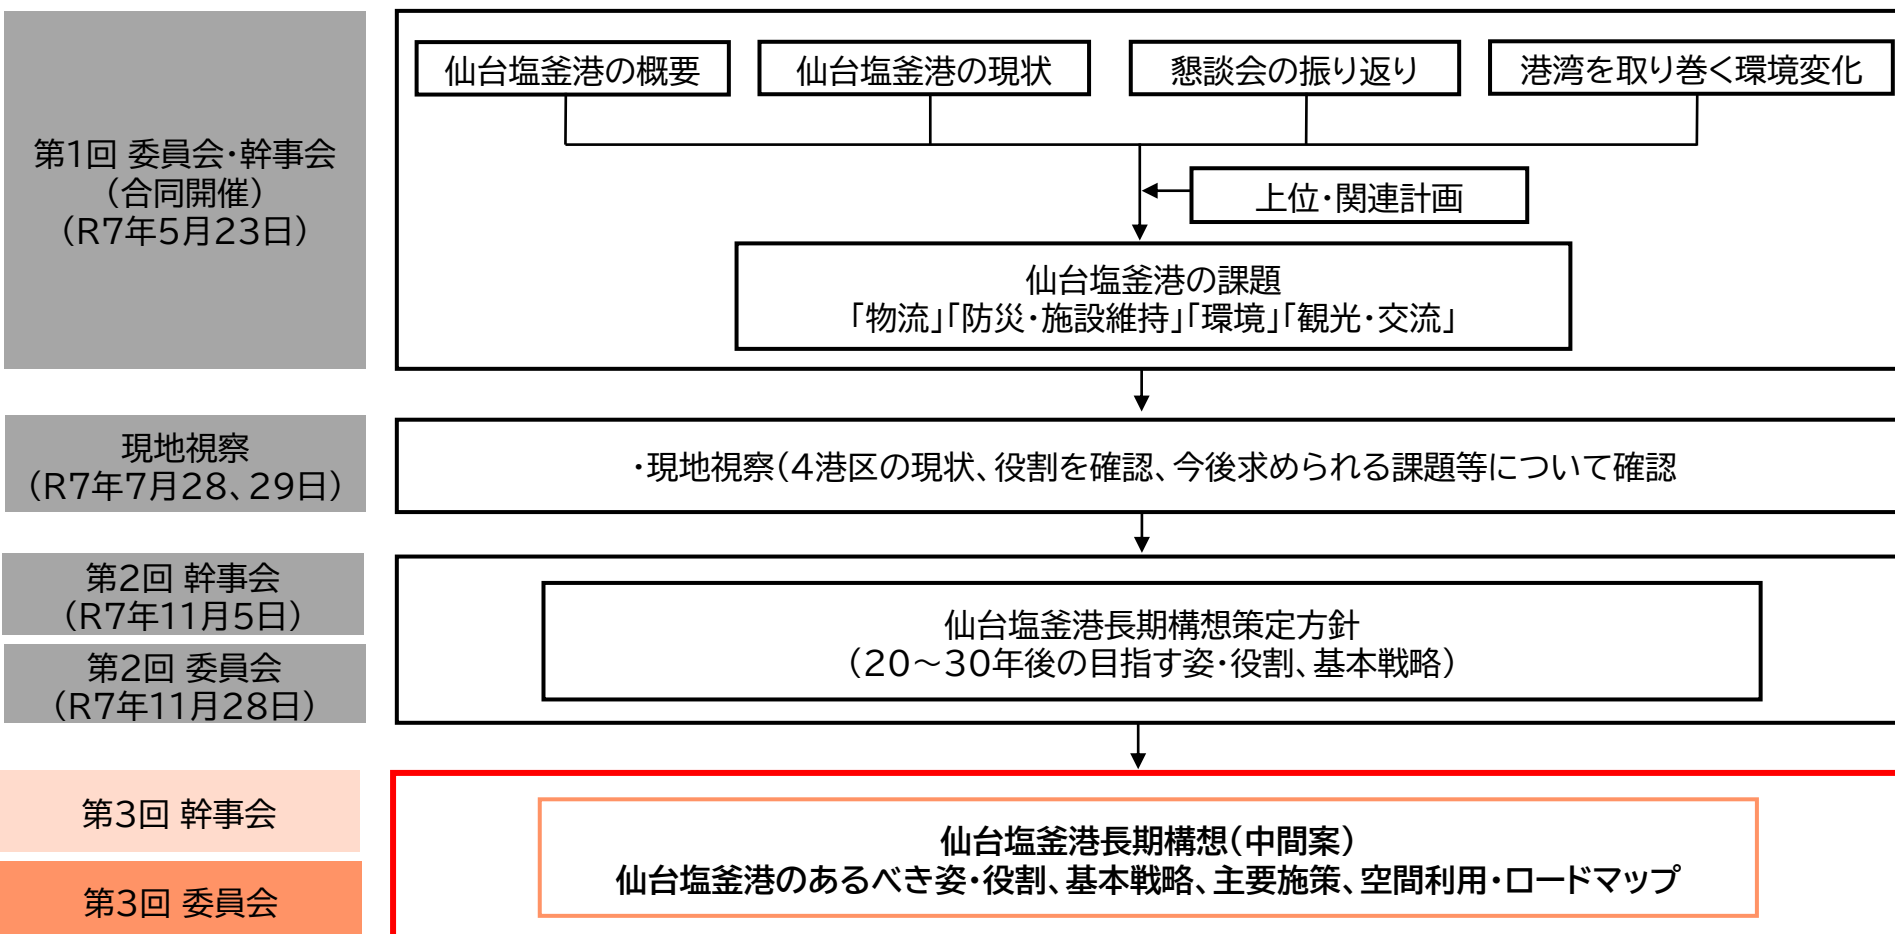 第1回 委員会・幹事会
（合同開催）
（R7年5月23日）
仙台塩釜港の概要
仙台塩釜港の現状
懇談会の振り返り
港湾を取り巻く環境変化
上位・関連計画
仙台塩釜港の課題
「物流」「防災・施設維持」「環境」「観光・交流」
現地視察
（R7年7月28、29日）
・現地視察（4港区の現状、役割を確認、今後求められる課題等について確認
第2回 幹事会
（R7年11月5日）
第2回 委員会
（R7年11月28日）
仙台塩釜港長期構想策定方針
（20～30年後の目指す姿・役割、基本戦略）
第3回 幹事会
第3回 委員会
仙台塩釜港長期構想（中間案）
仙台塩釜港のあるべき姿・役割、基本戦略、主要施策、空間利用・ロードマップ